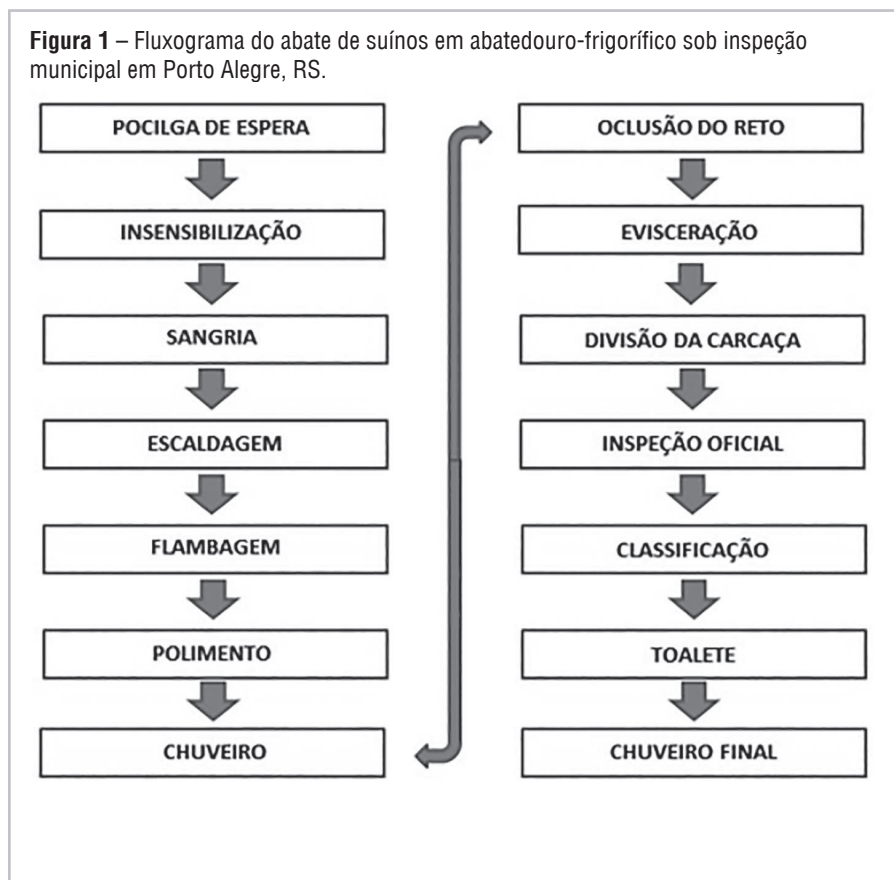 Figura 1 – Fluxograma do abate de suínos em abatedouro-frigorífico sob inspeção
municipal em Porto Alegre, RS.
POCILGA DE ESPERA
INSENSIBILIZAÇÃO
SANGRIA
ESCALDAGEM
FLAMBAGEM
POLIMENTO
CHUVEIRO
OCLUSÃO DO RETO
EVISCERAÇÃO
DIVISÃO DA CARCAÇA
INSPEÇÃO OFICIAL
CLASSIFICAÇÃO
TOALETE
CHUVEIRO FINAL